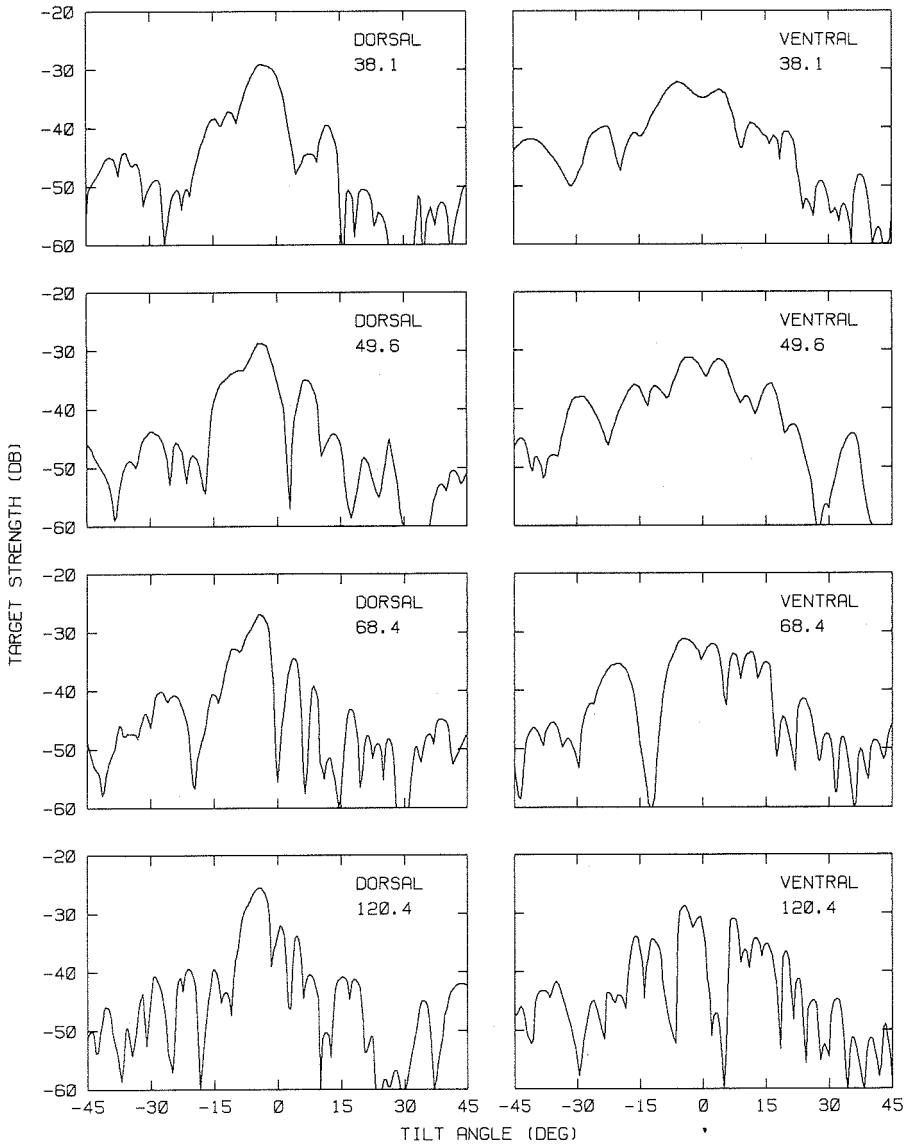 -20
-30
-40
-50
-60
DORSAL
38.1
VENTRAL
38.1
-20
-30
-40
-50
-60
DORSAL
49.6
VENTRAL
49.6
-20
-30
-40
-50
-60
DORSAL
68.4
VENTRAL
68.4
-20
-30
-40
-50
-60
DORSAL
120.4
VENTRAL
120.4
-45 -30 -15 0 15 30 45
-45 -30 -15 0 15 30 45
TARGET STRENGTH (DB)
TILT ANGLE (DEG)